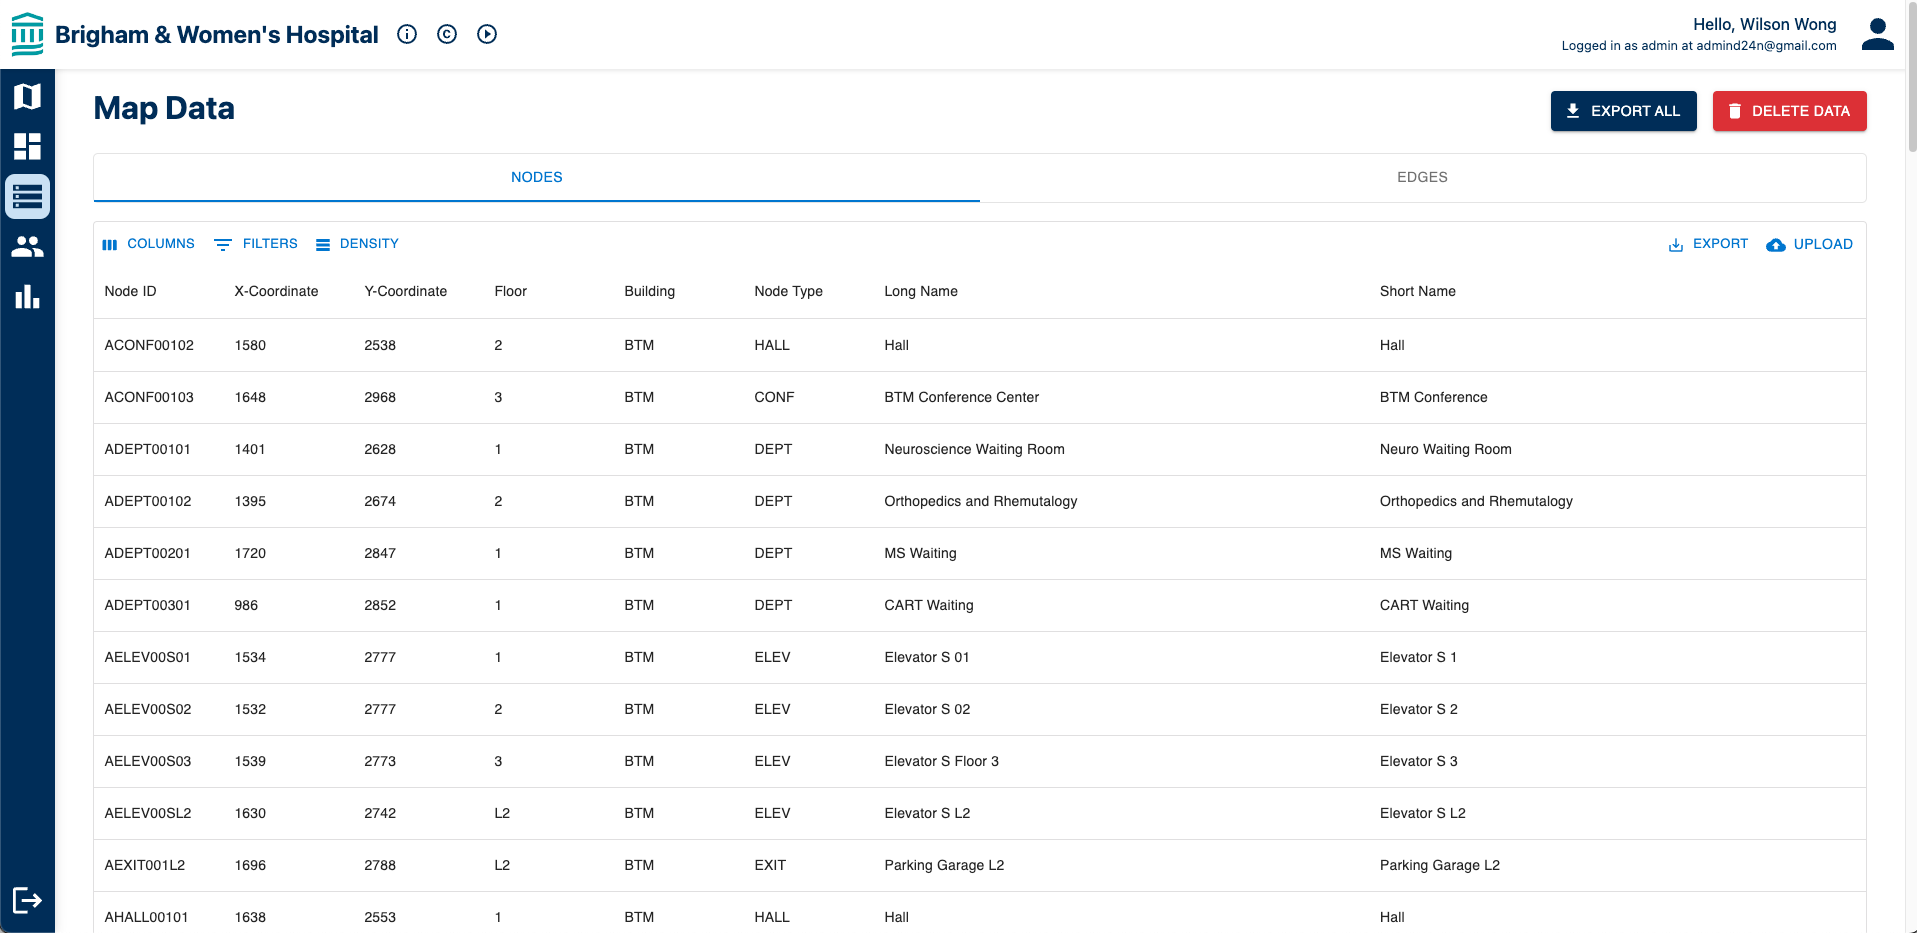 Brigham & Women's Hospital
Hello, Wilson Wong
Logged in as admin at admind24n@gmail.com
Map Data
EXPORT ALL DELETE DATA
NODES EDGES
COLUMNS FILTERS DENSITY EXPORT UPLOAD
Node ID X-Coordinate Y-Coordinate Floor Building Node Type Long Name Short Name
ACONF00102 1580 2538 2 BTM HALL Hall Hall
ACONF00103 1648 2968 3 BTM CONF BTM Conference Center BTM Conference
ADEPT00101 1401 2628 1 BTM DEPT Neuroscience Waiting Room Neuro Waiting Room
ADEPT00102 1395 2674 2 BTM DEPT Orthopedics and Rhemutalogy Orthopedics and Rhemutalogy
ADEPT00201 1720 2847 1 BTM DEPT MS Waiting MS Waiting
ADEPT00301 986 2852 1 BTM DEPT CART Waiting CART Waiting
AELEV00S01 1534 2777 1 BTM ELEV Elevator S 01 Elevator S 1
AELEV00S02 1532 2777 2 BTM ELEV Elevator S 02 Elevator S 2
AELEV00S03 1539 2773 3 BTM ELEV Elevator S Floor 3 Elevator S 3
AELEV00SL2 1630 2742 L2 BTM ELEV Elevator S L2 Elevator S L2
AEXIT001L2 1696 2788 L2 BTM EXIT Parking Garage L2 Parking Garage L2
AHALL00101 1638 2553 1 BTM HALL Hall Hall